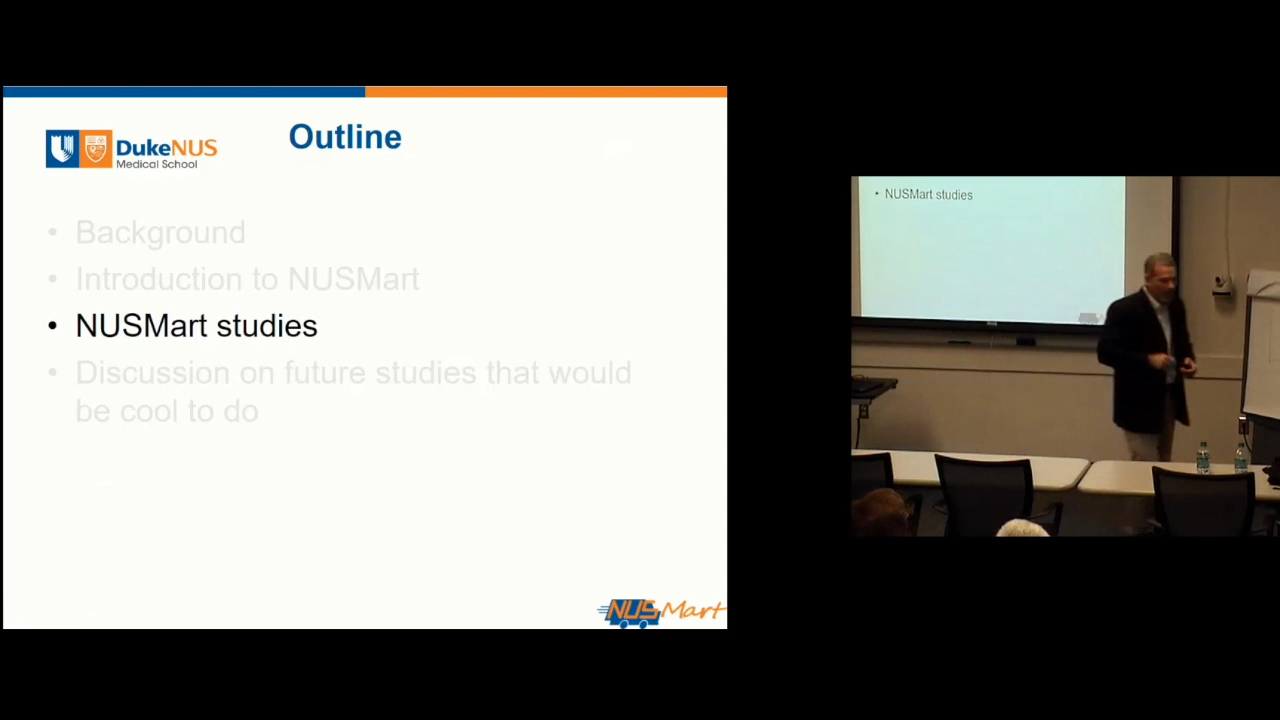 Outline
DukeNUS
Medical School
• Background
• Introduction to NUSMart
• NUSMart studies
• Discussion on future studies that would
be cool to do
NUSMart
• NUSMart studies